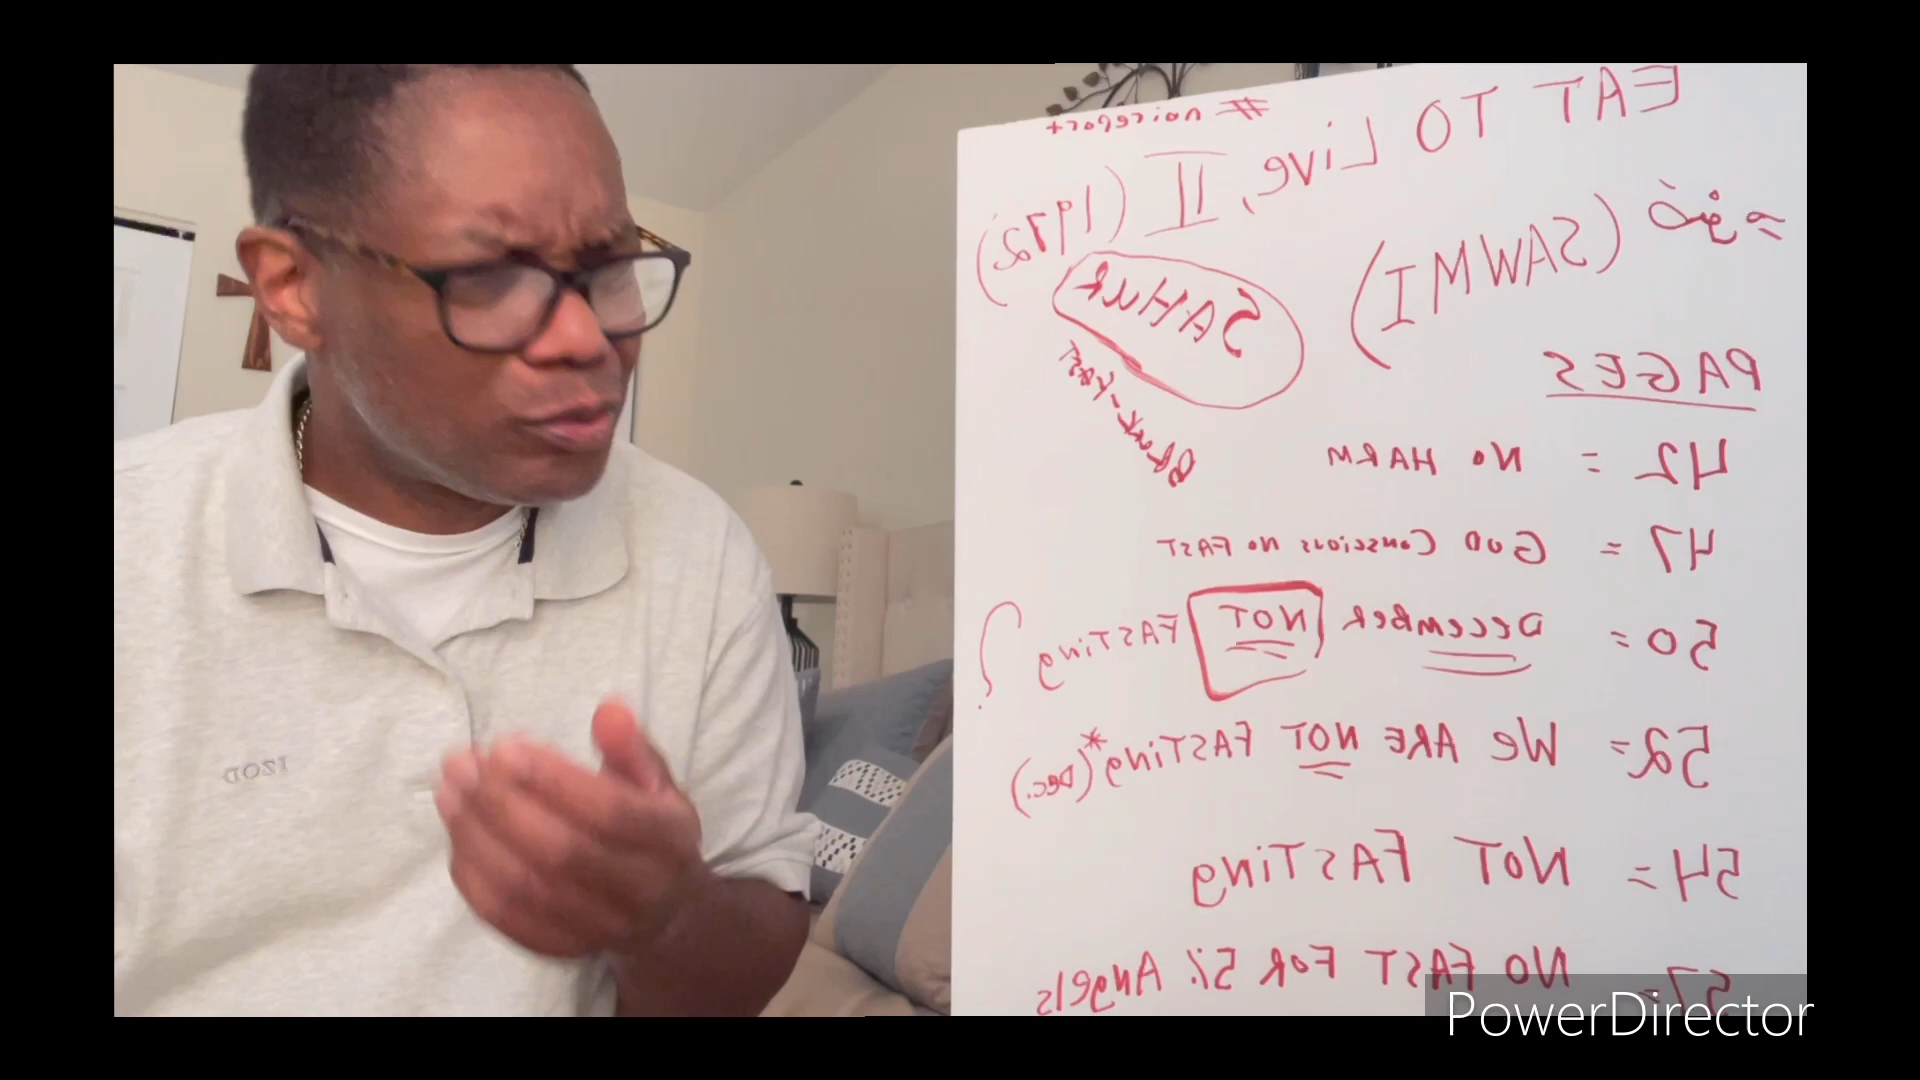 # noireport
EAT TO Live, II (1972)
= (SAWMI)
SAHUR
Break-fast
PAGES
42 = No HARM
47 = GOD Conscious no FAST
50 = DECEMBER NOT FASTing ?
52 = We ARE NOT FASTing* (DEC.)
54 = NOT FASTing
57 = NO FAST FOR 5% Angels
IZOD
PowerDirector